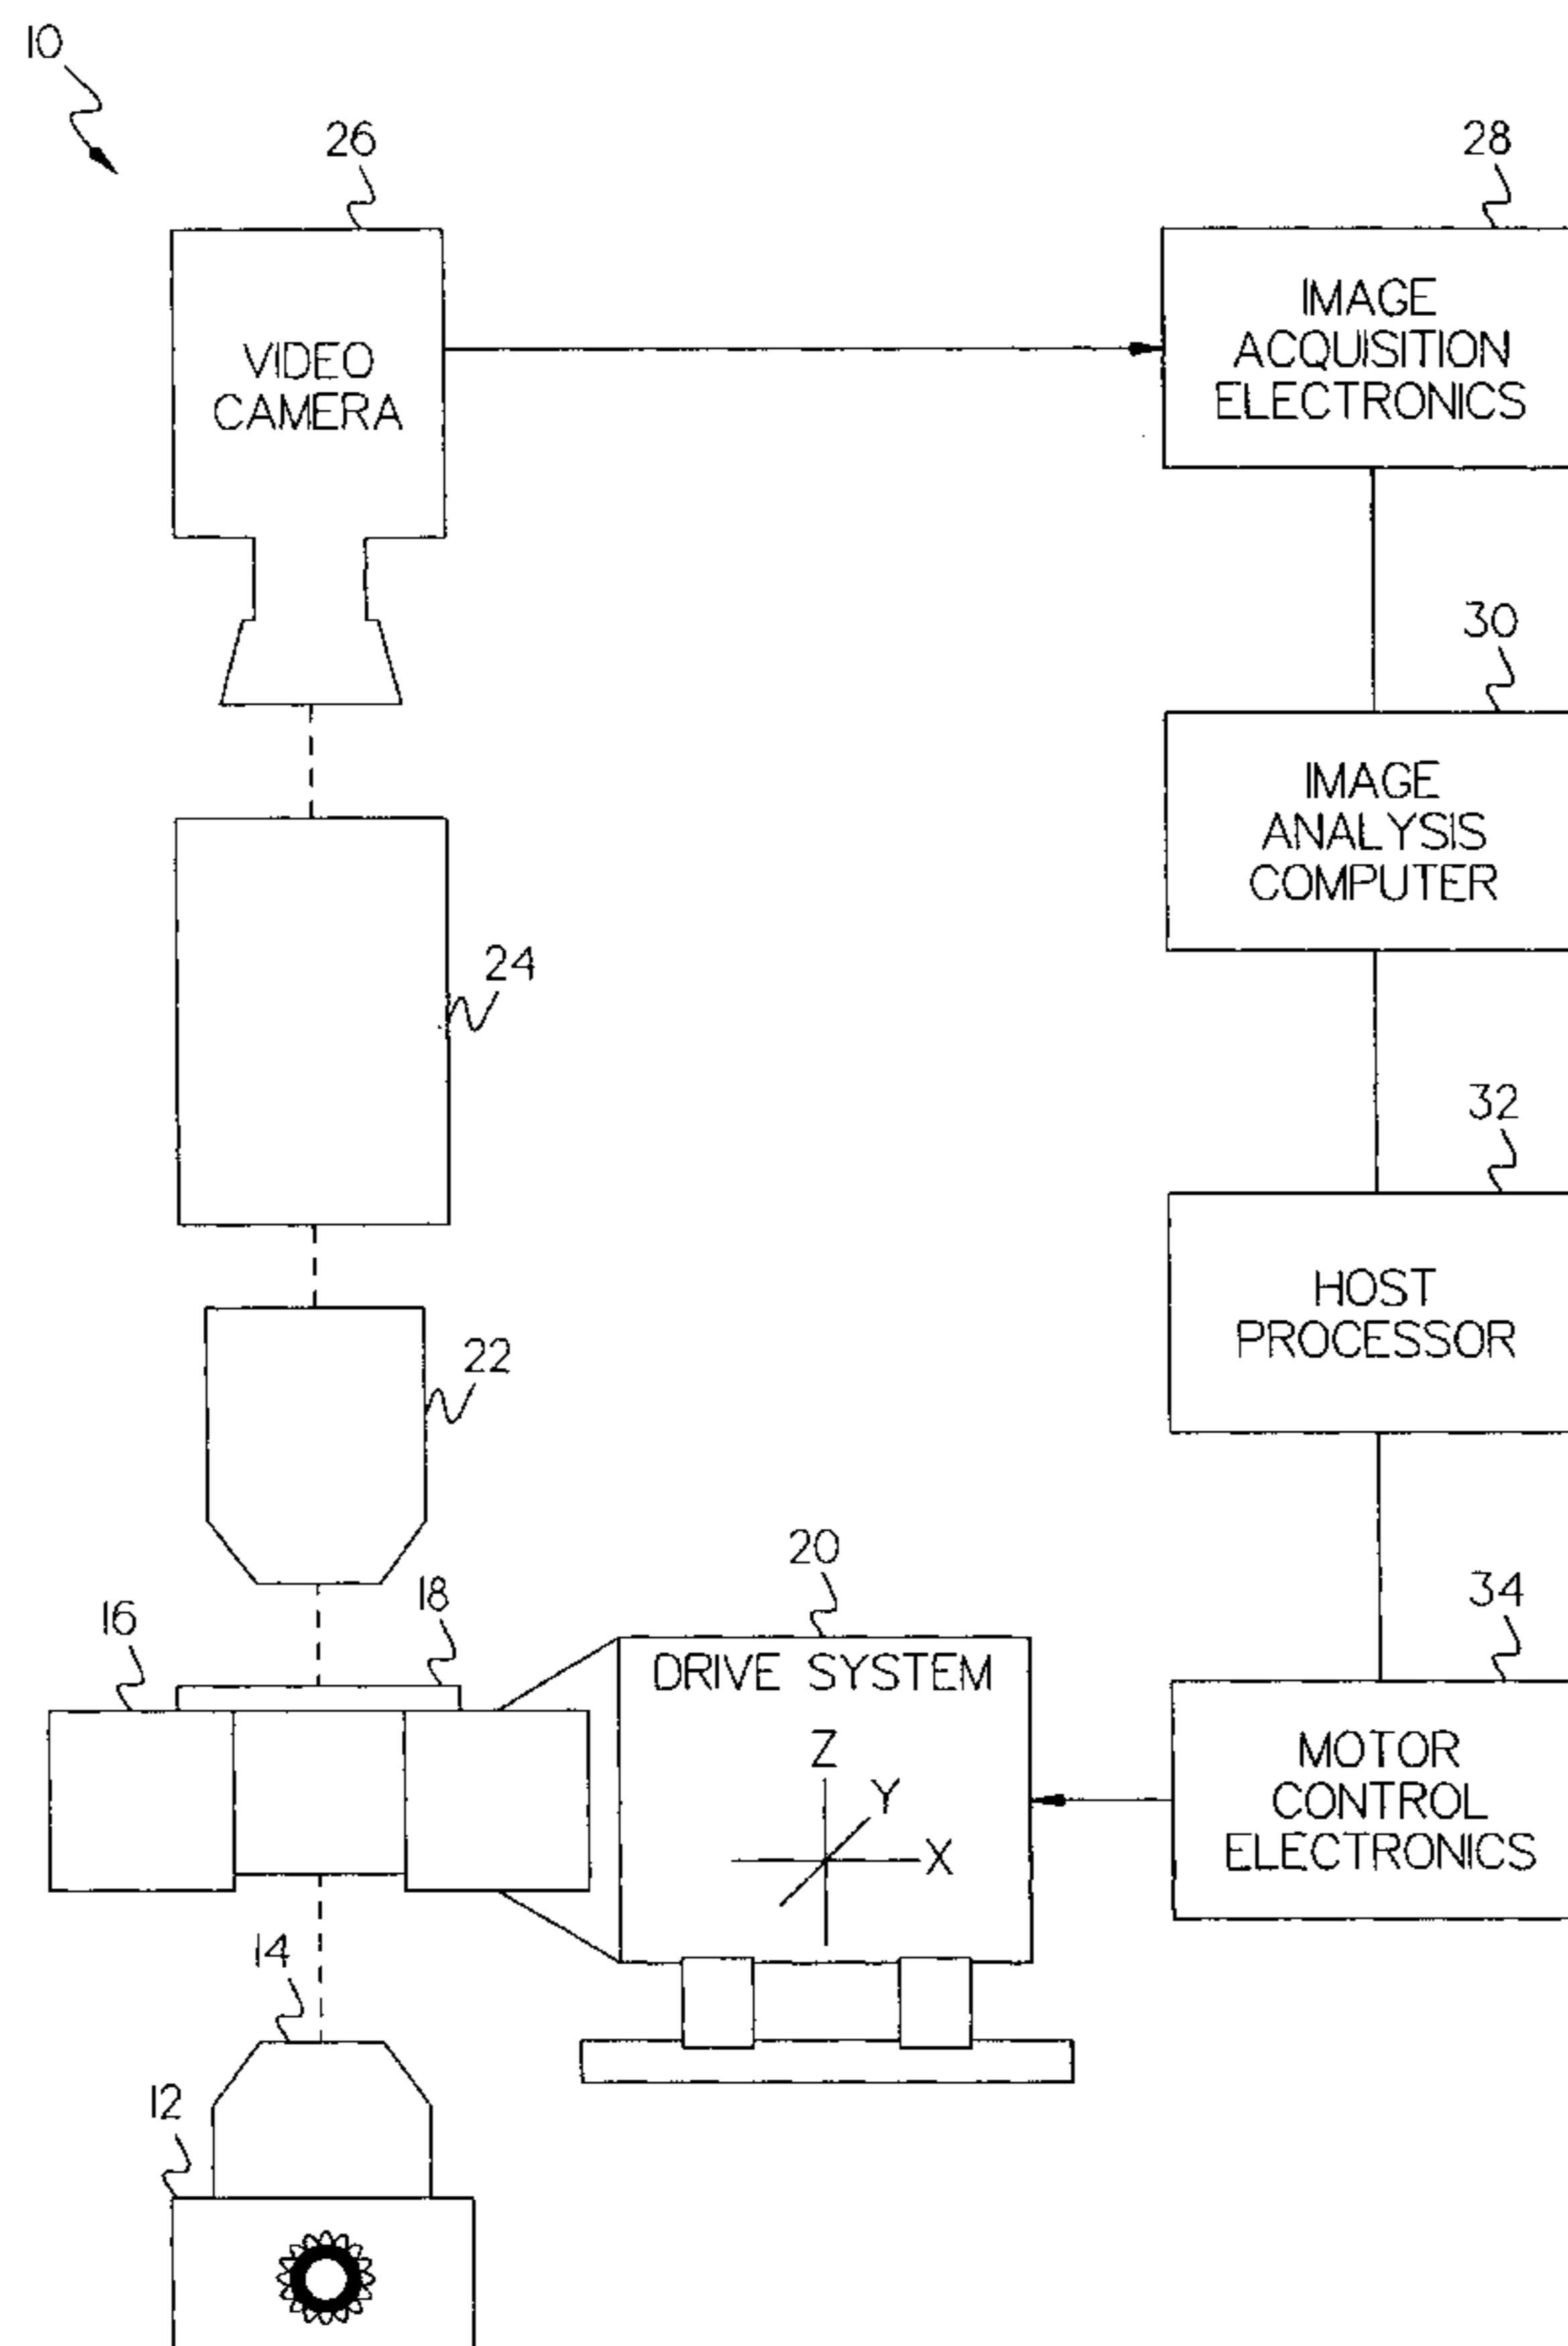 10
26
28
VIDEO
CAMERA
IMAGE
ACQUISITION
ELECTRONICS
30
IMAGE
ANALYSIS
COMPUTER
24
32
HOST
PROCESSOR
22
20
34
16
18
DRIVE SYSTEM
Z
Y
X
MOTOR
CONTROL
ELECTRONICS
14
12